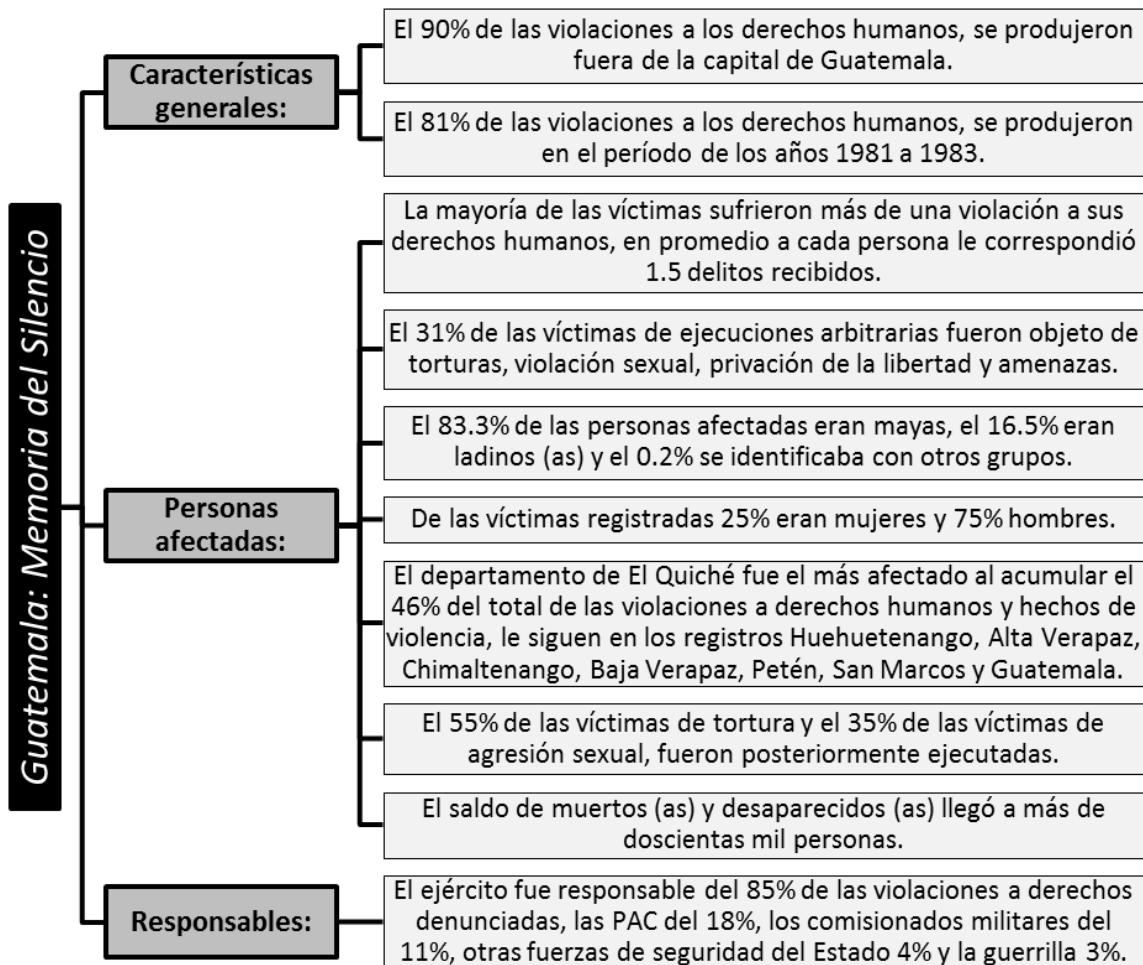 Guatemala: Memoria del Silencio
Características
generales:
El 90% de las violaciones a los derechos humanos, se produjeron
fuera de la capital de Guatemala.
El 81% de las violaciones a los derechos humanos, se produjeron
en el período de los años 1981 a 1983.
Personas
afectadas:
La mayoría de las víctimas sufrieron más de una violación a sus
derechos humanos, en promedio a cada persona le correspondió
1.5 delitos recibidos.
El 31% de las víctimas de ejecuciones arbitrarias fueron objeto de
torturas, violación sexual, privación de la libertad y amenazas.
El 83.3% de las personas afectadas eran mayas, el 16.5% eran
ladinos (as) y el 0.2% se identificaba con otros grupos.
De las víctimas registradas 25% eran mujeres y 75% hombres.
El departamento de El Quiché fue el más afectado al acumular el
46% del total de las violaciones a derechos humanos y hechos de
violencia, le siguen en los registros Huehuetenango, Alta Verapaz,
Chimaltenango, Baja Verapaz, Petén, San Marcos y Guatemala.
El 55% de las víctimas de tortura y el 35% de las víctimas de
agresión sexual, fueron posteriormente ejecutadas.
El saldo de muertos (as) y desaparecidos (as) llegó a más de
doscientas mil personas.
Responsables:
El ejército fue responsable del 85% de las violaciones a derechos
denunciadas, las PAC del 18%, los comisionados militares del
11%, otras fuerzas de seguridad del Estado 4% y la guerrilla 3%.